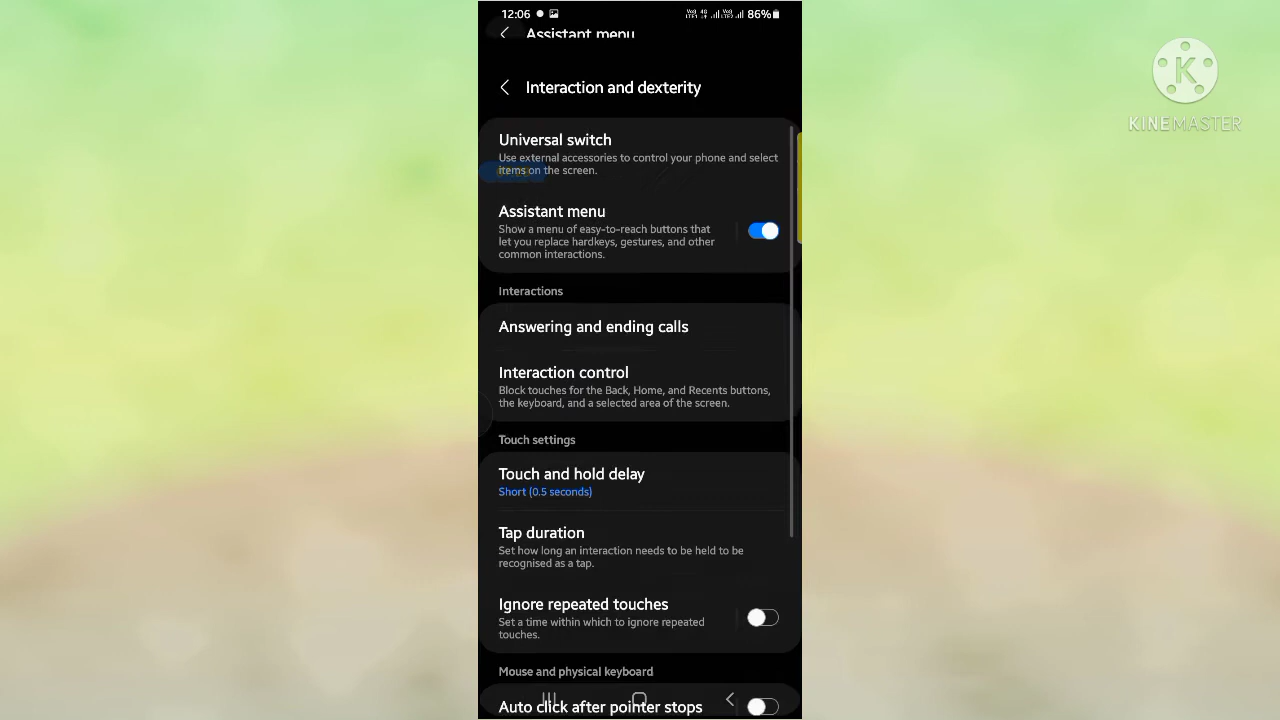 12:06 86%
Assistant menu
Interaction and dexterity
KINEMASTER
Universal switch
Use external accessories to control your phone and select
items on the screen.
Assistant menu
Show a menu of easy-to-reach buttons that
let you replace hardkeys, gestures, and other
common interactions.
Interactions
Answering and ending calls
Interaction control
Block touches for the Back, Home, and Recents buttons,
the keyboard, and a selected area of the screen.
Touch settings
Touch and hold delay
Short (0.5 seconds)
Tap duration
Set how long an interaction needs to be held to be
recognised as a tap.
Ignore repeated touches
Set a time within which to ignore repeated
touches.
Mouse and physical keyboard
Auto click after pointer stops